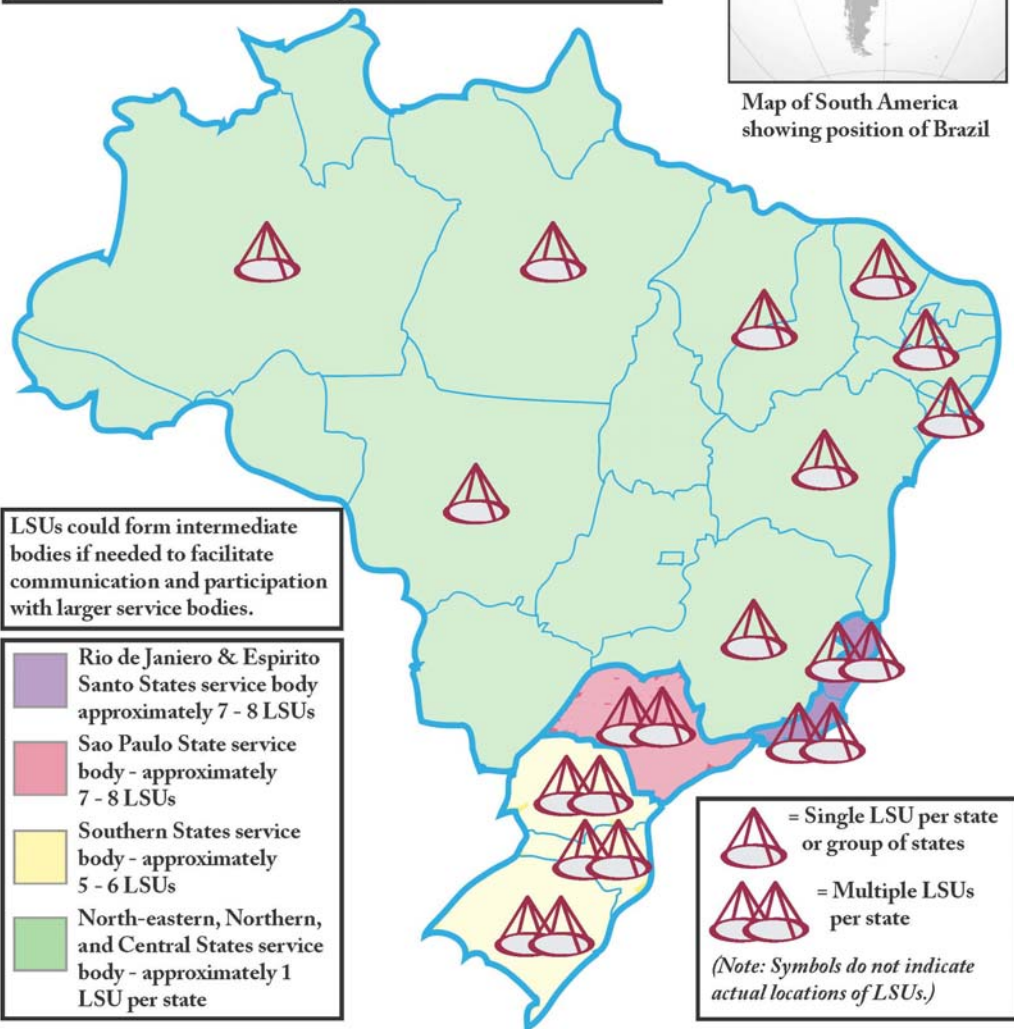 Map of South America
showing position of Brazil
LSUs could form intermediate
bodies if needed to facilitate
communication and participation
with larger service bodies.
Rio de Janiero & Espirito
Santo States service body
approximately 7 - 8 LSUs
Sao Paulo State service
body - approximately
7 - 8 LSUs
Southern States service
body - approximately
5 - 6 LSUs
North-eastern, Northern,
and Central States service
body - approximately 1
LSU per state
= Single LSU per state
or group of states
= Multiple LSUs
per state
(Note: Symbols do not indicate
actual locations of LSUs.)